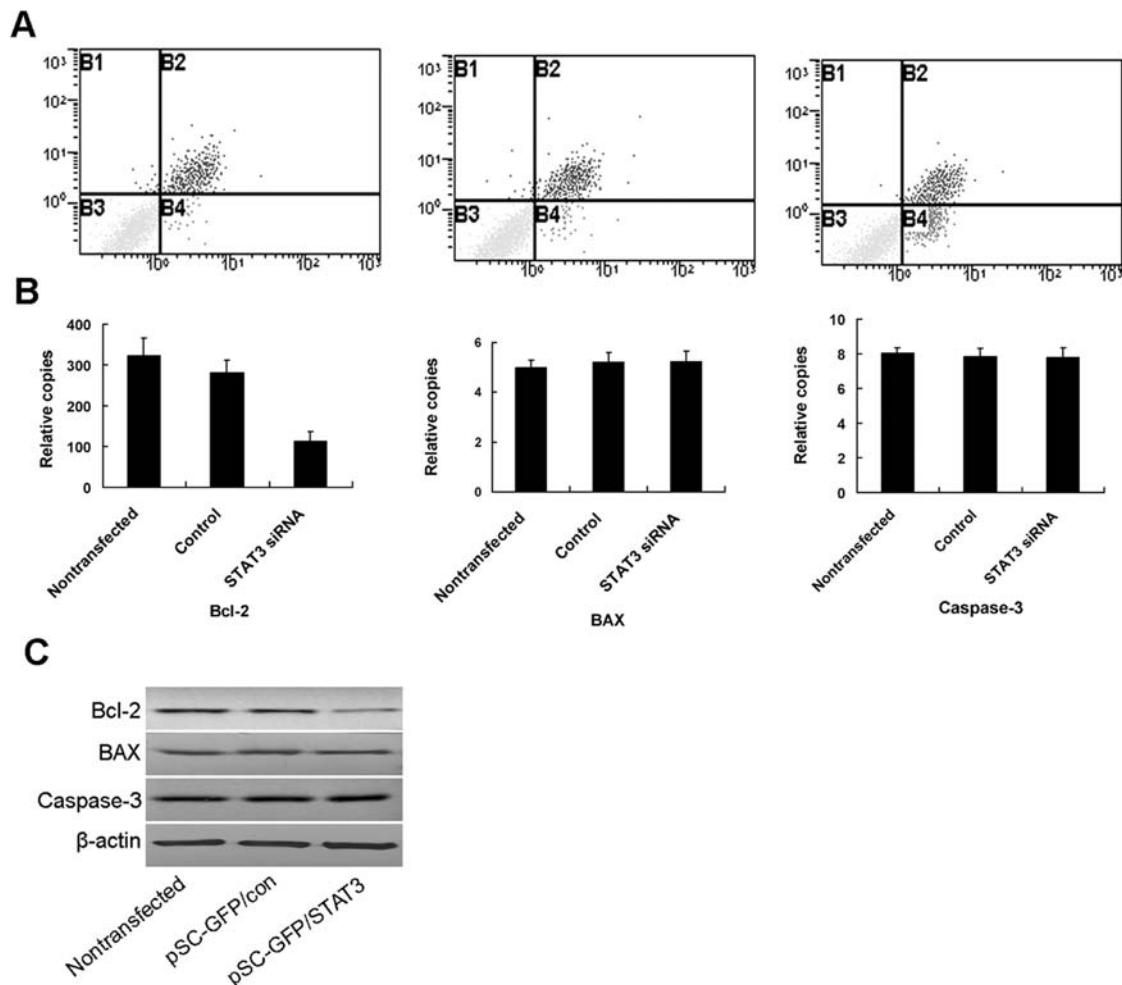 A
10³ B1 B2
10²
10¹
10⁰
B3 B4
10⁰ 10¹ 10² 10³
10³ B1 B2
10²
10¹
10⁰
B3 B4
10⁰ 10¹ 10² 10³
10³ B1 B2
10²
10¹
10⁰
B3 B4
10⁰ 10¹ 10² 10³
B
Relative copies
400
300
200
100
0
Nontransfected
Control
STAT3 siRNA
Bcl-2
Relative copies
6
4
2
0
Nontransfected
Control
STAT3 siRNA
BAX
Relative copies
10
8
6
4
2
0
Nontransfected
Control
STAT3 siRNA
Caspase-3
C
Bcl-2
BAX
Caspase-3
β-actin
Nontransfected
pSC-GFP/con
pSC-GFP/STAT3